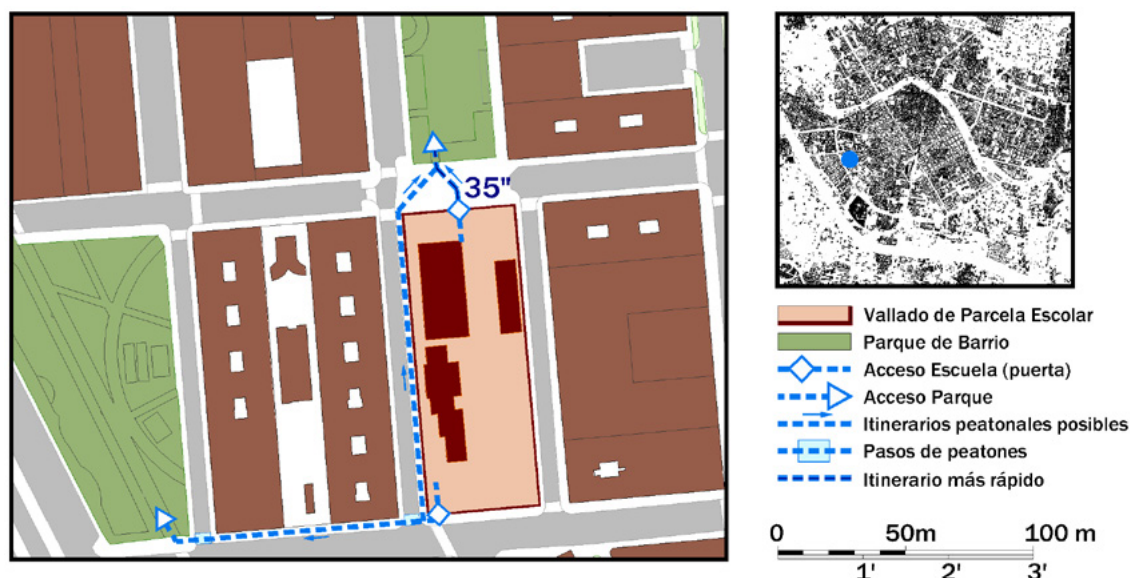 35"
Vallado de Parcela Escolar
Parque de Barrio
Acceso Escuela (puerta)
Acceso Parque
Itinerarios peatonales posibles
Pasos de peatones
Itinerario más rápido
0 50m 100 m
1' 2' 3'